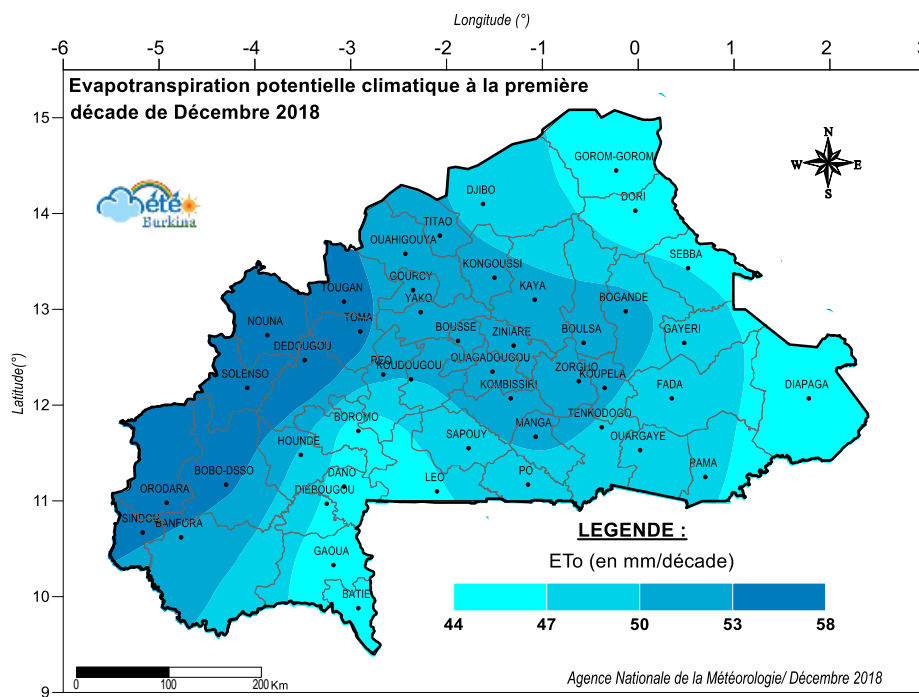 Longitude (°)
-6 -5 -4 -3 -2 -1 0 1 2 3
Evapotranspiration potentielle climatique à la première
décade de Décembre 2018
15
14
13
12
11
10
9
Latitude(°)
N
W E
S
été
Burkina
GOROM-GOROM
DJIBO
DORI
TITAO
OUAHIGOUYA
SEBBA
KONGOUSSI
GOURCY
TOUGAN
KAYA
YAKO
BOGANDE
NOUNA
TOMA
BOUSSE
ZINIARE
BOULSA
GAYERI
DEDOUGOU
OUAGADOUGOU
REO
KOUDOUGOU
ZORGHO
SOLENSO
KOUPELA
KOMBISSIRI
FADA
DIAPAGA
BOROMO
TENKODOGO
MANGA
HOUNDE
SAPOUY
OUARGAYE
BOBO-DSSO
DANO
LEO
PO
PAMA
ORODARA
DIEBOUGOU
SINDOU
BANFORA
GAOUA
BATIE
LEGENDE :
ETo (en mm/décade)
44 47 50 53 58
0 100 200 Km
Agence Nationale de la Météorologie/ Décembre 2018